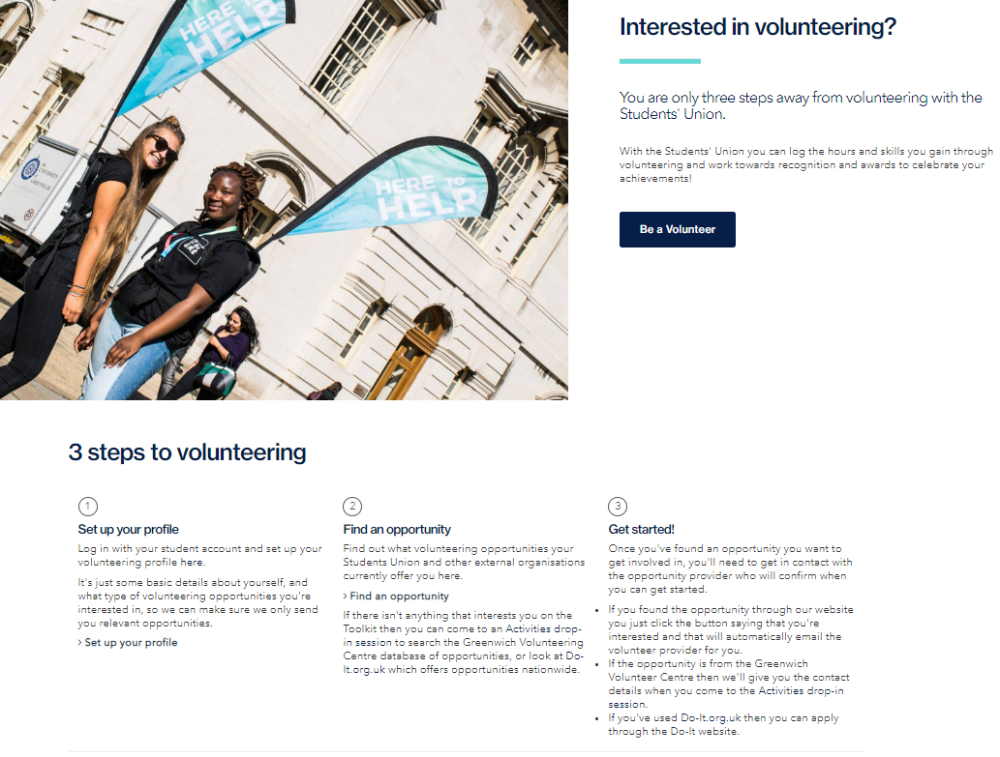 HERE TO
HELP
HERE TO
HELP
the
UNIVERSITY
GREENWICH
Interested in volunteering?
You are only three steps away from volunteering with the
Students' Union.
With the Students' Union you can log the hours and skills you gain through
volunteering and work towards recognition and awards to celebrate your
achievements!
Be a Volunteer
3 steps to volunteering
1
Set up your profile
Log in with your student account and set up your
volunteering profile here.
It's just some basic details about yourself, and
what type of volunteering opportunities you're
interested in, so we can make sure we only send
you relevant opportunities.
> Set up your profile
2
Find an opportunity
Find out what volunteering opportunities your
Students Union and other external organisations
currently offer you here.
> Find an opportunity
If there isn't anything that interests you on the
Toolkit then you can come to an Activities drop-
in session to search the Greenwich Volunteering
Centre database of opportunities, or look at Do-
It.org.uk which offers opportunities nationwide.
3
Get started!
Once you've found an opportunity you want to
get involved in, you'll need to get in contact with
the opportunity provider who will confirm when
you can get started.
• If you found the opportunity through our website
you just click the button saying that you're
interested and that will automatically email the
volunteer provider for you.
• If the opportunity is from the Greenwich
Volunteer Centre then we'll give you the contact
details when you come to the Activities drop-in
session.
• If you've used Do-It.org.uk then you can apply
through the Do-It website.